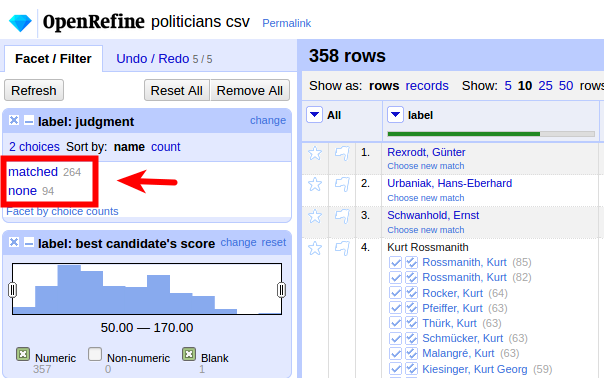 OpenRefine politicians csv Permalink
Facet / Filter Undo / Redo 5 / 5
Refresh Reset All Remove All
label: judgment change
2 choices Sort by: name count
matched 264
none 94
Facet by choice counts
label: best candidate's score change reset
50.00 — 170.00
Numeric Non-numeric Blank
357 0 1
358 rows
Show as: rows records Show: 5 10 25 50 rows
All label
1. Rexrodt, Günter
Choose new match
2. Urbaniak, Hans-Eberhard
Choose new match
3. Schwanhold, Ernst
Choose new match
4. Kurt Rossmanith
Rossmanith, Kurt (85)
Rossmanith, Kurt (82)
Rocker, Kurt (64)
Pfeiffer, Kurt (63)
Thürk, Kurt (63)
Schmücker, Kurt (63)
Malangré, Kurt (63)
Kiesinger, Kurt Georg (59)